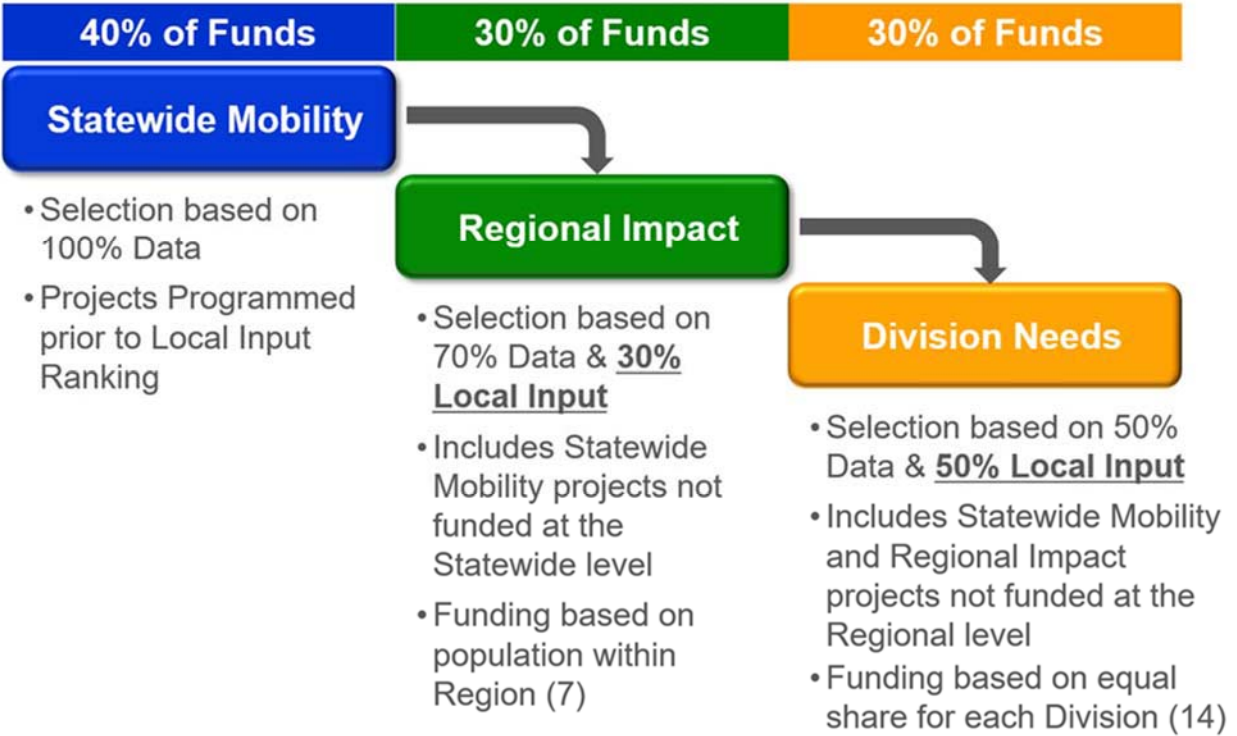 40% of Funds
30% of Funds
30% of Funds
Statewide Mobility
• Selection based on
100% Data
• Projects Programmed
prior to Local Input
Ranking
Regional Impact
• Selection based on
70% Data & 30%
Local Input
• Includes Statewide
Mobility projects not
funded at the
Statewide level
• Funding based on
population within
Region (7)
Division Needs
• Selection based on 50%
Data & 50% Local Input
• Includes Statewide Mobility
and Regional Impact
projects not funded at the
Regional level
• Funding based on equal
share for each Division (14)